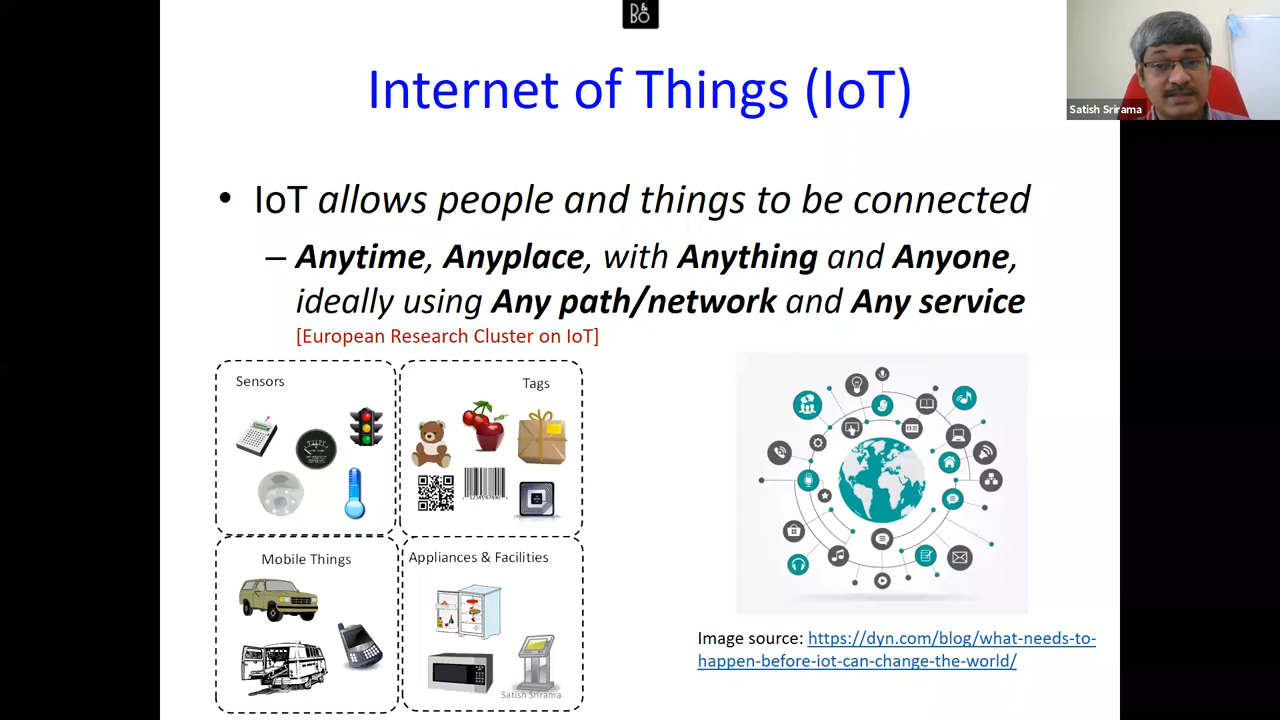 B&O
Satish Srirama
Internet of Things (IoT)
• IoT allows people and things to be connected
– Anytime, Anyplace, with Anything and Anyone,
ideally using Any path/network and Any service
[European Research Cluster on IoT]
Sensors
Tags
Mobile Things
Appliances & Facilities
Satish Srirama
Image source: https://dyn.com/blog/what-needs-to-
happen-before-iot-can-change-the-world/